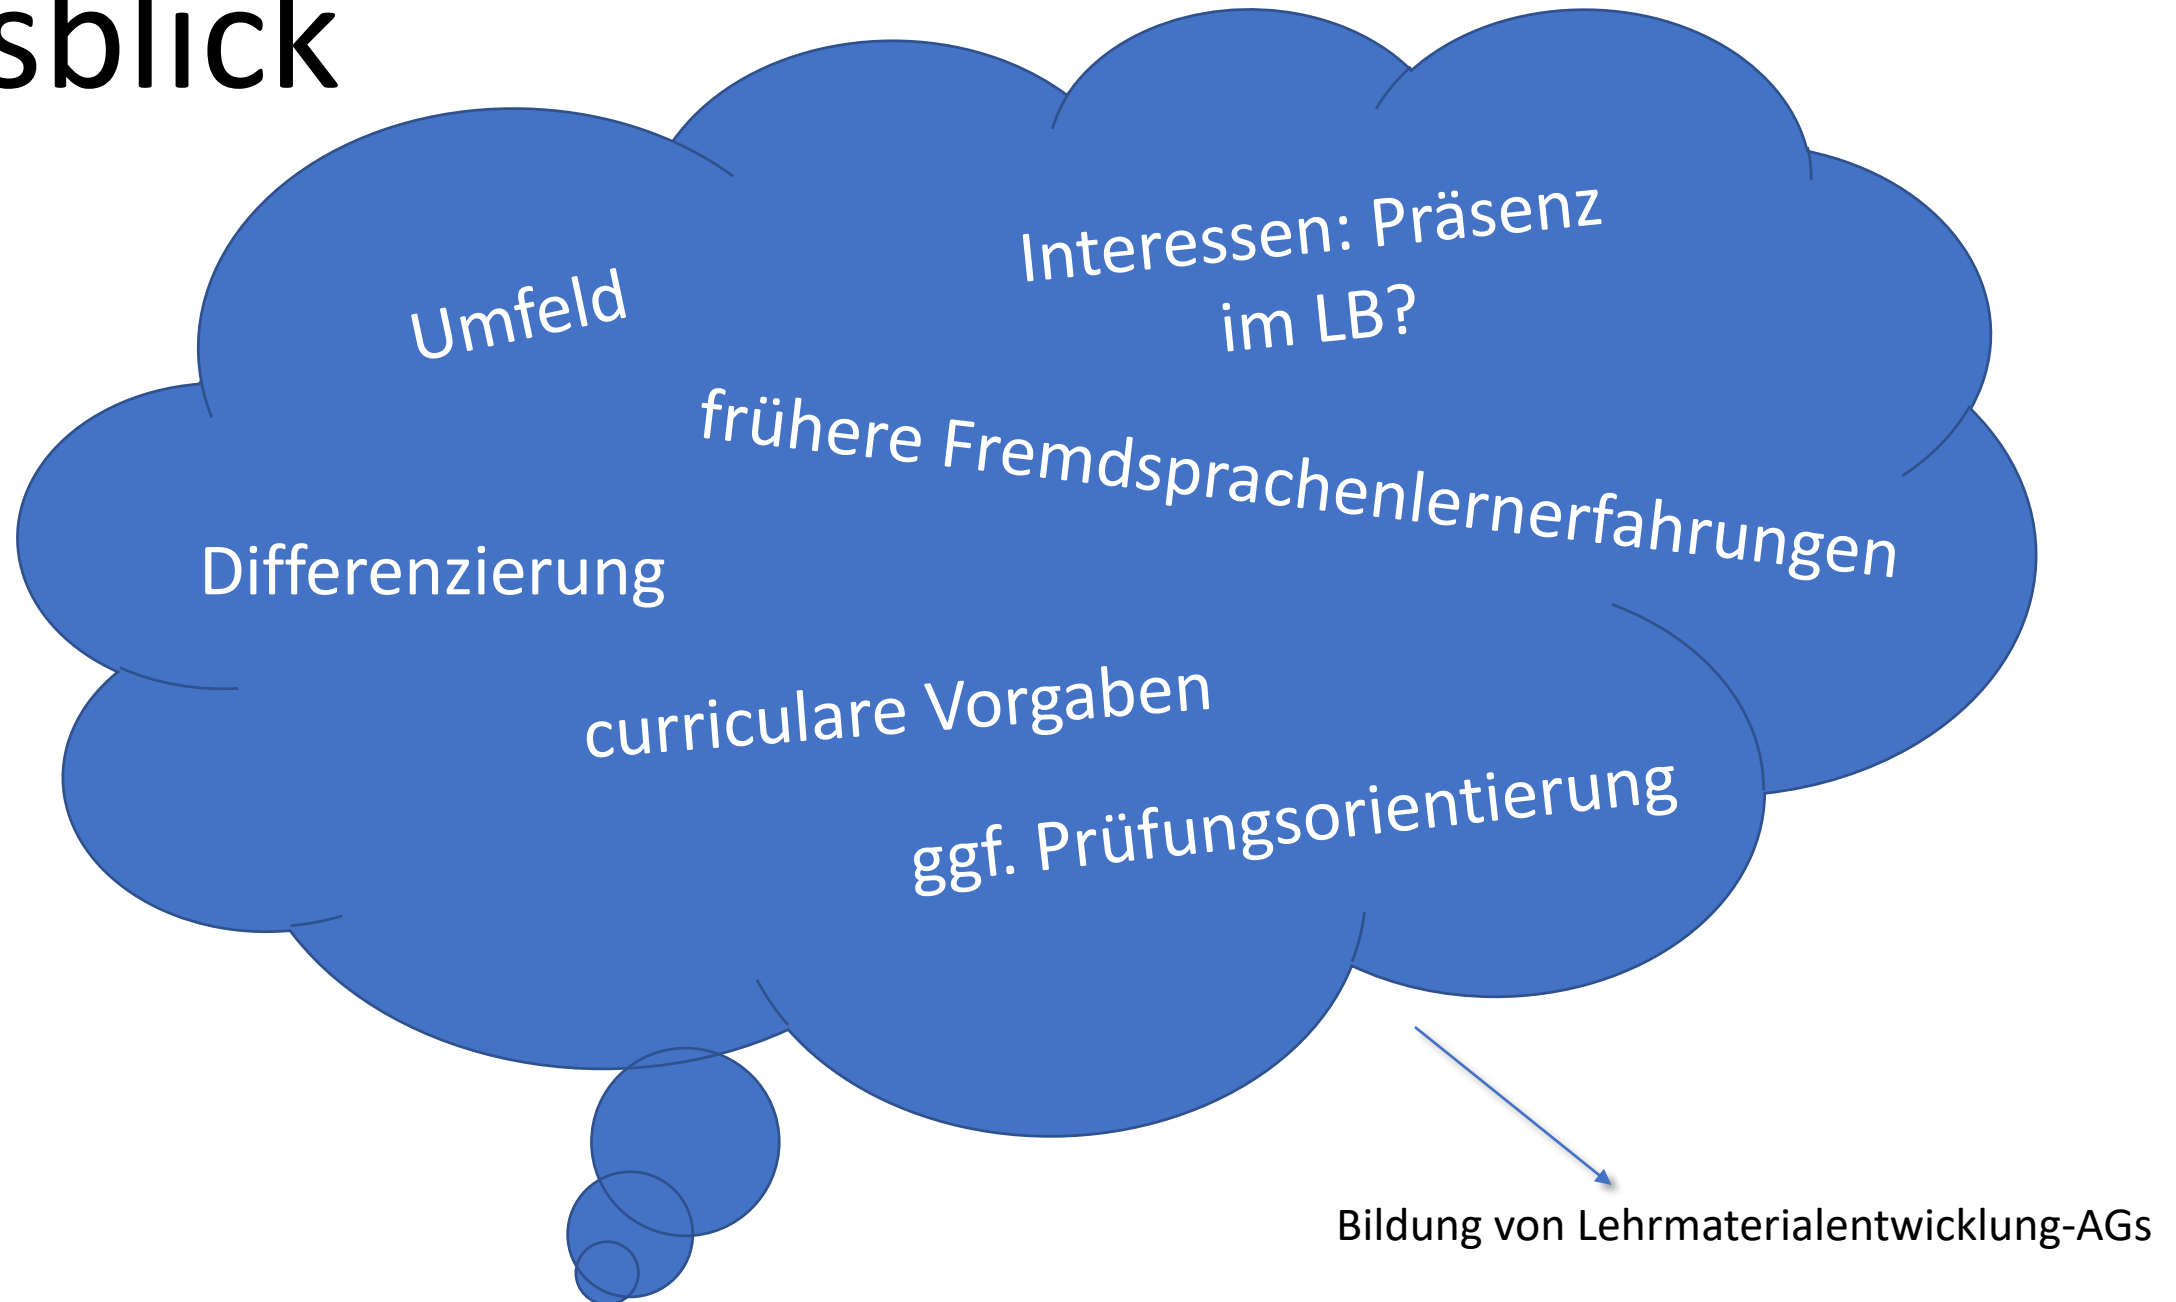 sblick
Interessen: Präsenz
im LB?
Umfeld
frühere Fremdsprachenlernerfahrungen
Differenzierung
curriculare Vorgaben
ggf. Prüfungsorientierung
Bildung von Lehrmaterialentwicklung-AGs